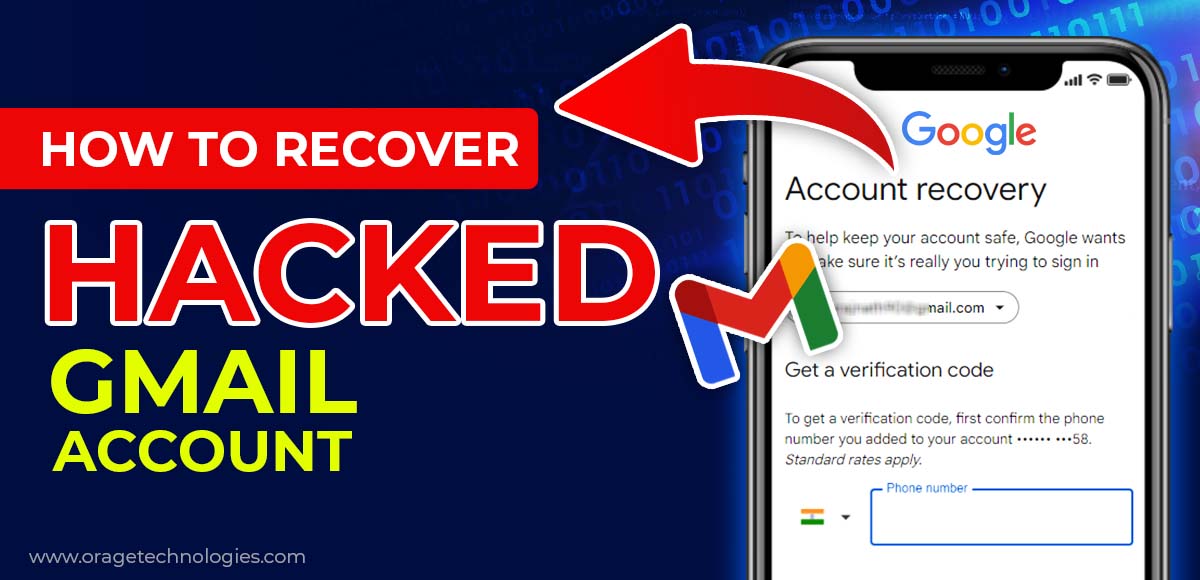 HOW TO RECOVER
HACKED
GMAIL
ACCOUNT
www.oragetechnologies.com
Google
Account recovery
To help keep your account safe, Google wants
make sure it's really you trying to sign in
mail.com
Get a verification code
To get a verification code, first confirm the phone
number you added to your account •••••• •••58.
Standard rates apply.
Phone number